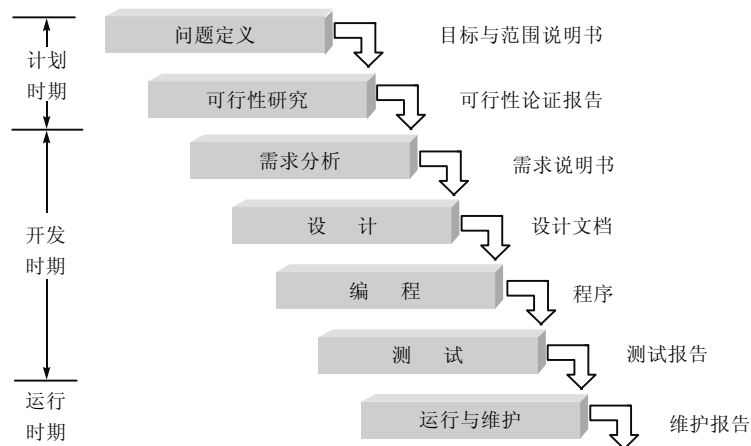 问题定义
目标与范围说明书
计划
时期
可行性研究
可行性论证报告
需求分析
需求说明书
设 计
设计文档
开发
时期
编 程
程序
测 试
测试报告
运行
时期
运行与维护
维护报告